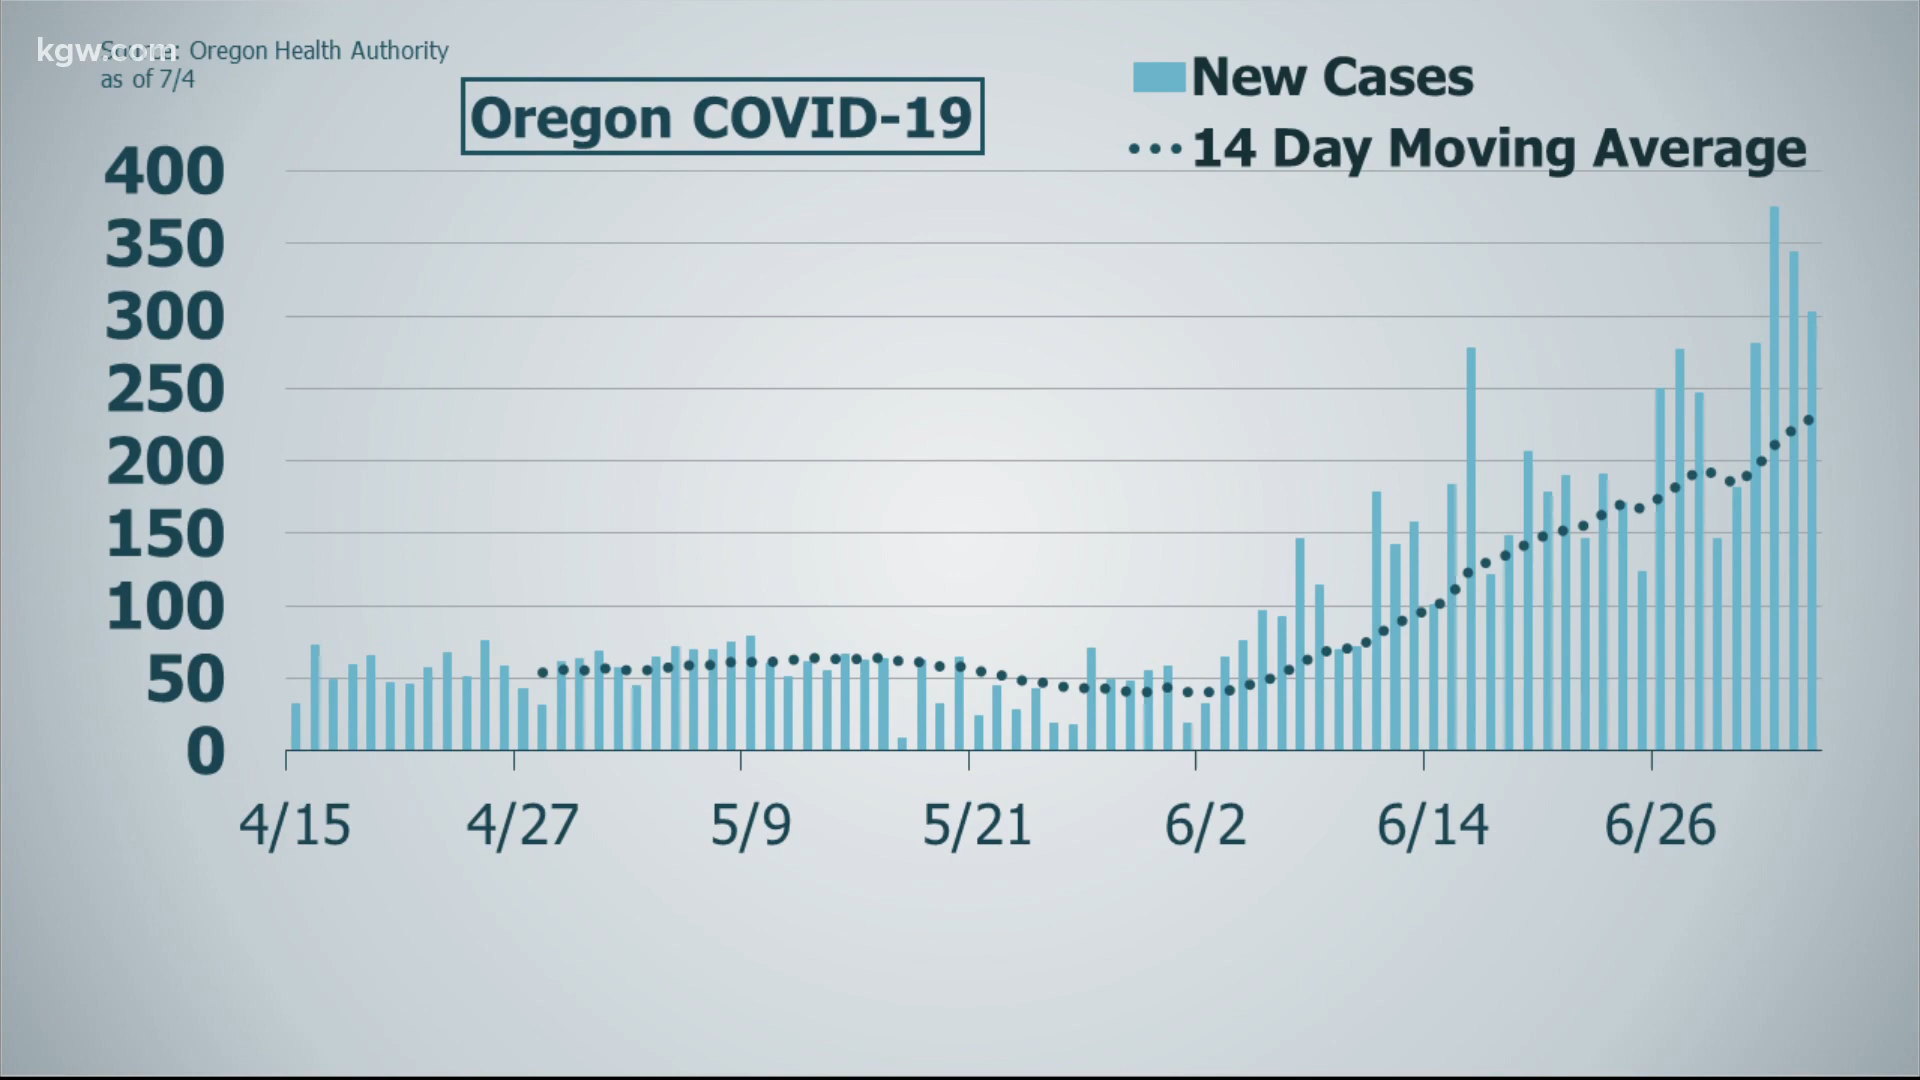 kgw.com
Source: Oregon Health Authority
as of 7/4
Oregon COVID-19
New Cases
14 Day Moving Average
400
350
300
250
200
150
100
50
0
4/15 4/27 5/9 5/21 6/2 6/14 6/26